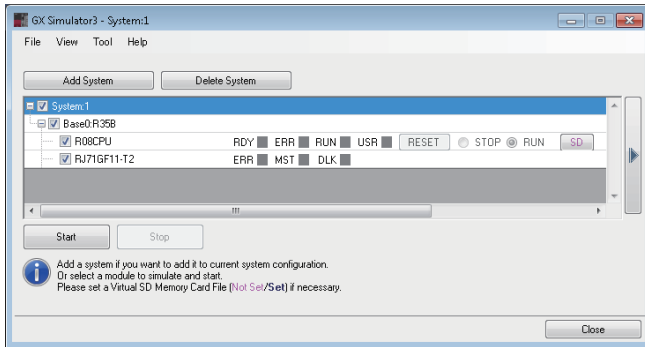 GX Simulator3 - System:1
File View Tool Help
Add System Delete System
System:1
Base0:R35B
R08CPU RDY ERR RUN USR RESET STOP RUN SD
RJ71GF11-T2 ERR MST DLK
Start Stop
Add a system if you want to add it to current system configuration.
Or select a module to simulate and start.
Please set a Virtual SD Memory Card File (Not Set/Set) if necessary.
Close